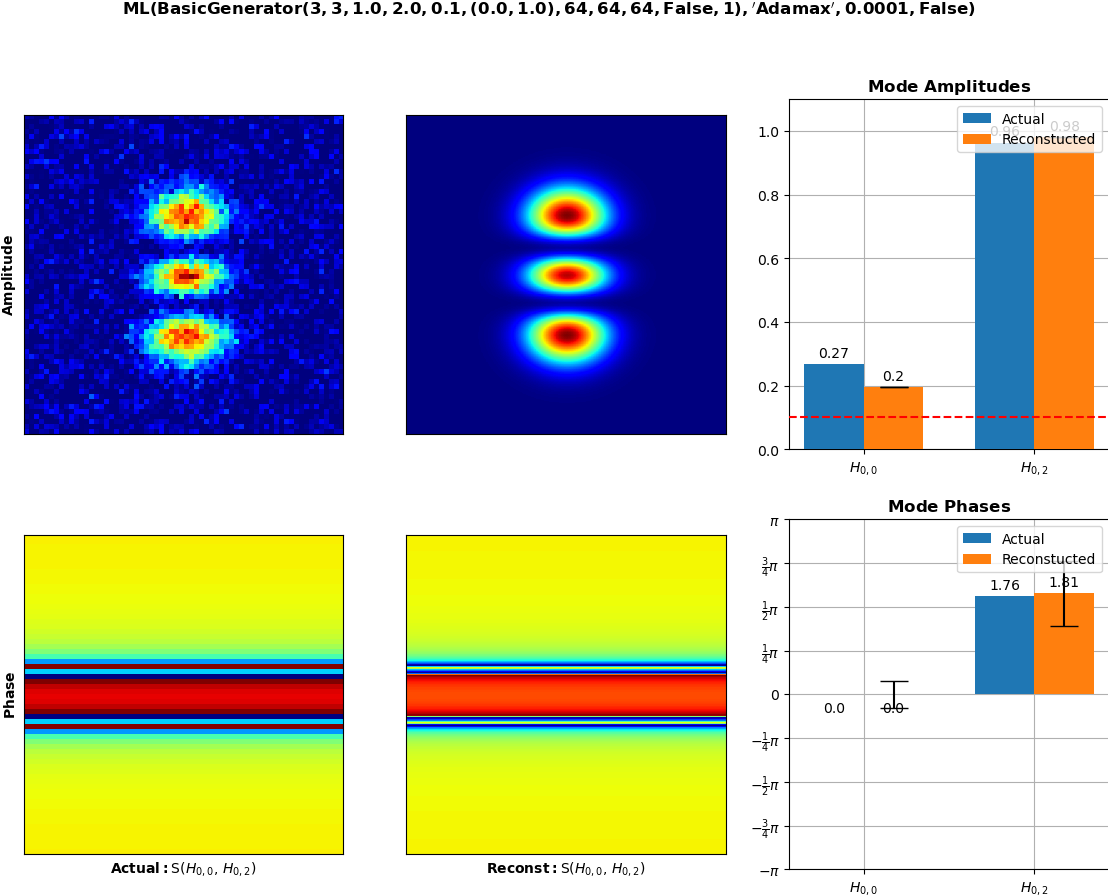 ML(BasicGenerator(3, 3, 1.0, 2.0, 0.1, (0.0, 1.0), 64, 64, 64, False, 1), ′Adamax′, 0.0001, False)
Amplitude
Mode Amplitudes
Actual
Reconstucted
1.0
0.8
0.6
0.4
0.2
0.0
0.27
0.2
0.96
0.98
H0,0
H0,2
Phase
Actual: S(H0,0, H0,2)
Reconst: S(H0,0, H0,2)
Mode Phases
Actual
Reconstucted
π
3/4π
1/2π
1/4π
0
−1/4π
−1/2π
−3/4π
−π
0.0
0.0
1.76
1.81
H0,0
H0,2